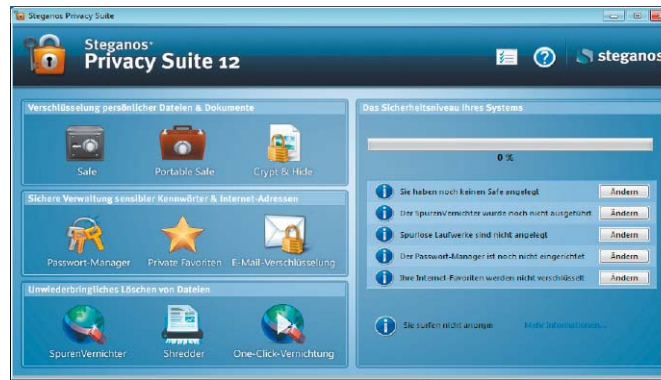 Steganos Privacy Suite
Steganos
Privacy Suite 12
steganos
Verschlüsselung persönlicher Dateien & Dokumente
Safe
Portable Safe
Crypt & Hide
Sichere Verwaltung sensibler Kennwörter & Internet-Adressen
Passwort-Manager
Private Favoriten
E-Mail-Verschlüsselung
Unwiederbringliches Löschen von Dateien
SpurenVernichter
Shredder
One-Click-Vernichtung
Das Sicherheitsniveau Ihres Systems
0 %
Sie haben noch keinen Safe angelegt
Ändern
Der SpurenVernichter wurde noch nicht ausgeführt
Ändern
Spurlose Laufwerke sind nicht angelegt
Ändern
Der Passwort-Manager ist noch nicht eingerichtet
Ändern
Ihre Internet-Favoriten werden nicht verschlüsselt
Ändern
Sie surfen nicht anonym
Mehr Informationen...